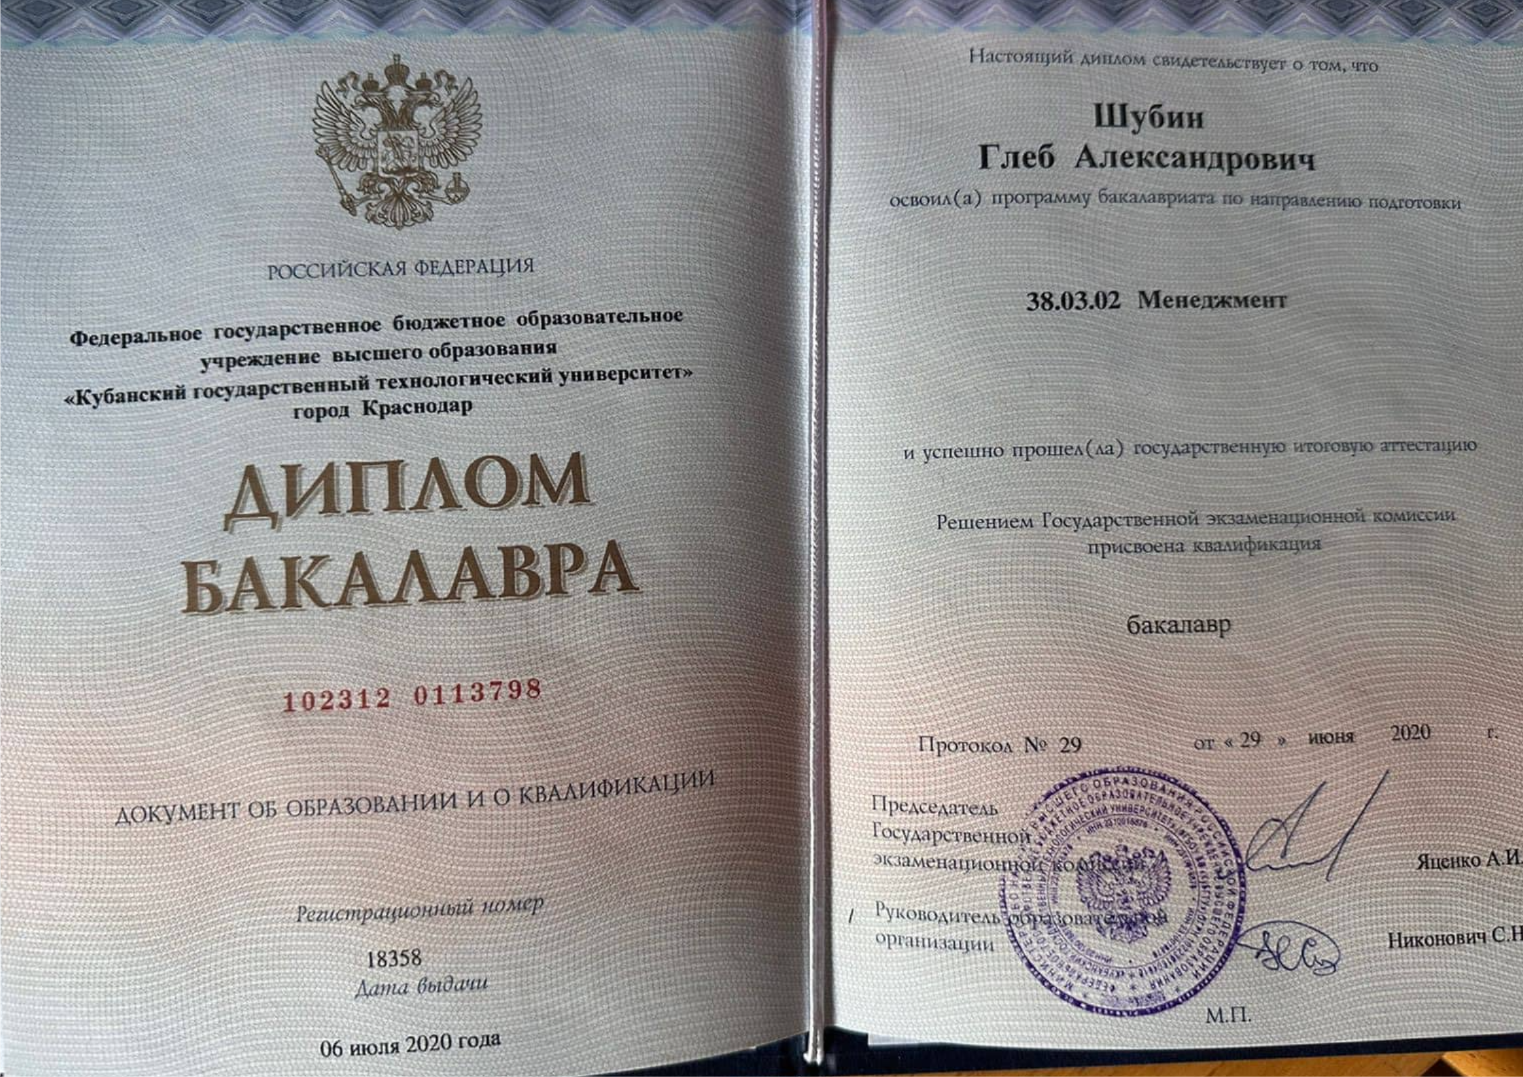 РОССИЙСКАЯ ФЕДЕРАЦИЯ
Федеральное государственное бюджетное образовательное
учреждение высшего образования
«Кубанский государственный технологический университет»
город Краснодар
ДИПЛОМ
БАКАЛАВРА
102312 0113798
ДОКУМЕНТ ОБ ОБРАЗОВАНИИ И О КВАЛИФИКАЦИИ
Регистрационный номер
18358
Дата выдачи
06 июля 2020 года
Настоящий диплом свидетельствует о том, что
Шубин
Глеб Александрович
освоил(а) программу бакалавриата по направлению подготовки
38.03.02 Менеджмент
и успешно прошел(ла) государственную итоговую аттестацию
Решением Государственной экзаменационной комиссии
присвоена квалификация
бакалавр
Протокол № 29 от « 29 » июня 2020 г.
Председатель
Государственной
экзаменационной комиссии
Яценко А.И.
Руководитель образовательной
организации
Никонович С.Н
М.П.